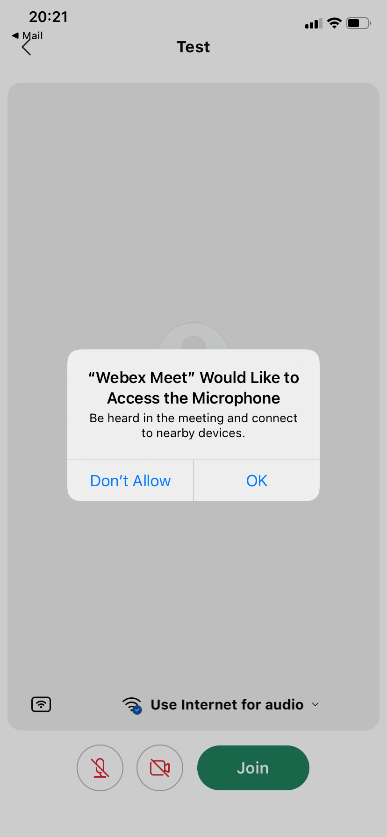 20:21
◀ Mail
Test
“Webex Meet” Would Like to
Access the Microphone
Be heard in the meeting and connect
to nearby devices.
Don’t Allow
OK
Use Internet for audio
Join